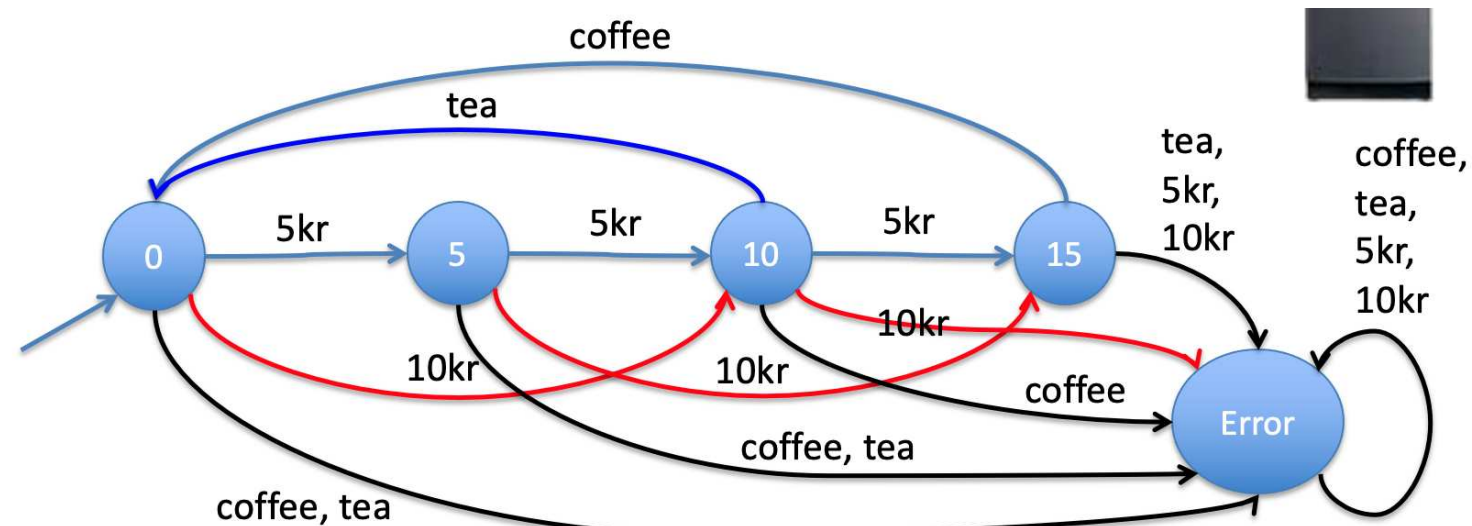 coffee
tea
tea,
5kr,
10kr
coffee,
tea,
5kr,
10kr
0
5kr
5
5kr
10
5kr
15
10kr
10kr
10kr
coffee
Error
coffee, tea
coffee, tea